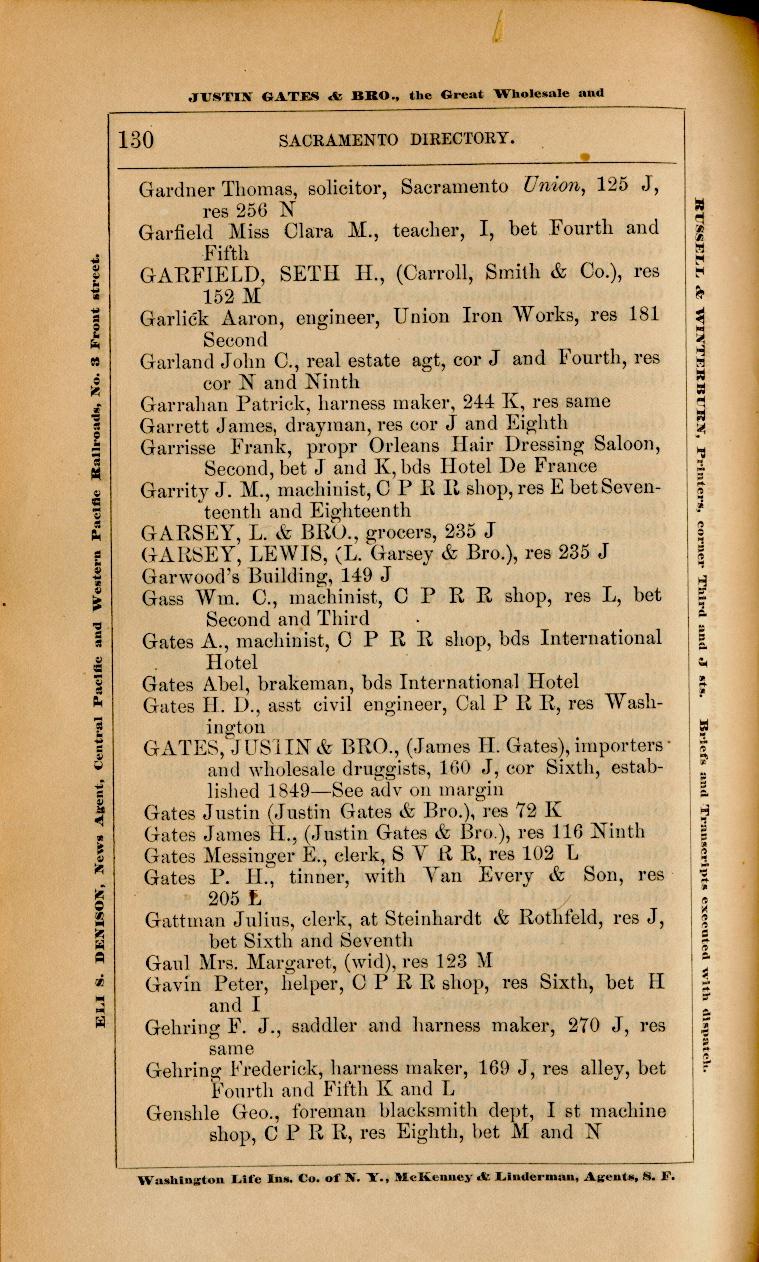 JUSTIN GATES & BRO., the Great Wholesale and
130 SACRAMENTO DIRECTORY.
Gardner Thomas, solicitor, Sacramento Union, 125 J,
res 256 N
Garfield Miss Clara M., teacher, I, bet Fourth and
Fifth
GARFIELD, SETH H., (Carroll, Smith & Co.), res
152 M
Garlick Aaron, engineer, Union Iron Works, res 181
Second
Garland John C., real estate agt, cor J and Fourth, res
cor N and Ninth
Garrahan Patrick, harness maker, 244 K, res same
Garrett James, drayman, res cor J and Eighth
Garrisse Frank, propr Orleans Hair Dressing Saloon,
Second, bet J and K, bds Hotel De France
Garrity J. M., machinist, C P R R shop, res E bet Seven-
teenth and Eighteenth
GARSEY, L. & BRO., grocers, 235 J
GARSEY, LEWIS, (L. Garsey & Bro.), res 235 J
Garwood's Building, 149 J
Gass Wm. C., machinist, C P R R shop, res L, bet
Second and Third
Gates A., machinist, C P R R shop, bds International
Hotel
Gates Abel, brakeman, bds International Hotel
Gates H. D., asst civil engineer, Cal P R R, res Wash-
ington
GATES, JUSTIN & BRO., (James H. Gates), importers
and wholesale druggists, 160 J, cor Sixth, estab-
lished 1849—See adv on margin
Gates Justin (Justin Gates & Bro.), res 72 K
Gates James H., (Justin Gates & Bro.), res 116 Ninth
Gates Messinger E., clerk, S V R R, res 102 L
Gates P. H., tinner, with Van Every & Son, res
205 L
Gattman Julius, clerk, at Steinhardt & Rothfeld, res J,
bet Sixth and Seventh
Gaul Mrs. Margaret, (wid), res 123 M
Gavin Peter, helper, C P R R shop, res Sixth, bet H
and I
Gehring F. J., saddler and harness maker, 270 J, res
same
Gehring Frederick, harness maker, 169 J, res alley, bet
Fourth and Fifth K and L
Genshle Geo., foreman blacksmith dept, I st machine
shop, C P R R, res Eighth, bet M and N
Washington Life Ins. Co. of N. Y., McKenney & Linderman, Agents, S. F.
ELI S. DENISON, News Agent, Central Pacific and Western Pacific Railroads, No. 3 Front street.
RUSSELL & WINTERBURN, Printers, corner Third and J sts. Briefs and Transcripts executed with dispatch.